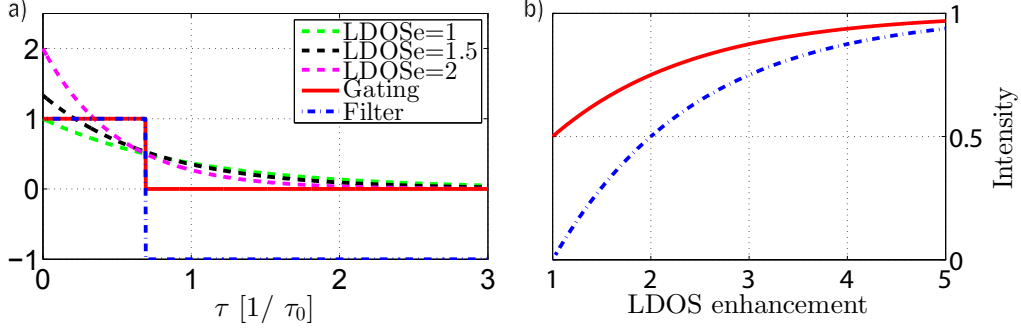 a)
2
1
0
−1
0
1
2
3
τ [1/ τ0]
LDOSe=1
LDOSe=1.5
LDOSe=2
Gating
Filter
b)
1
0.5
0
Intensity
1
2
3
4
5
LDOS enhancement